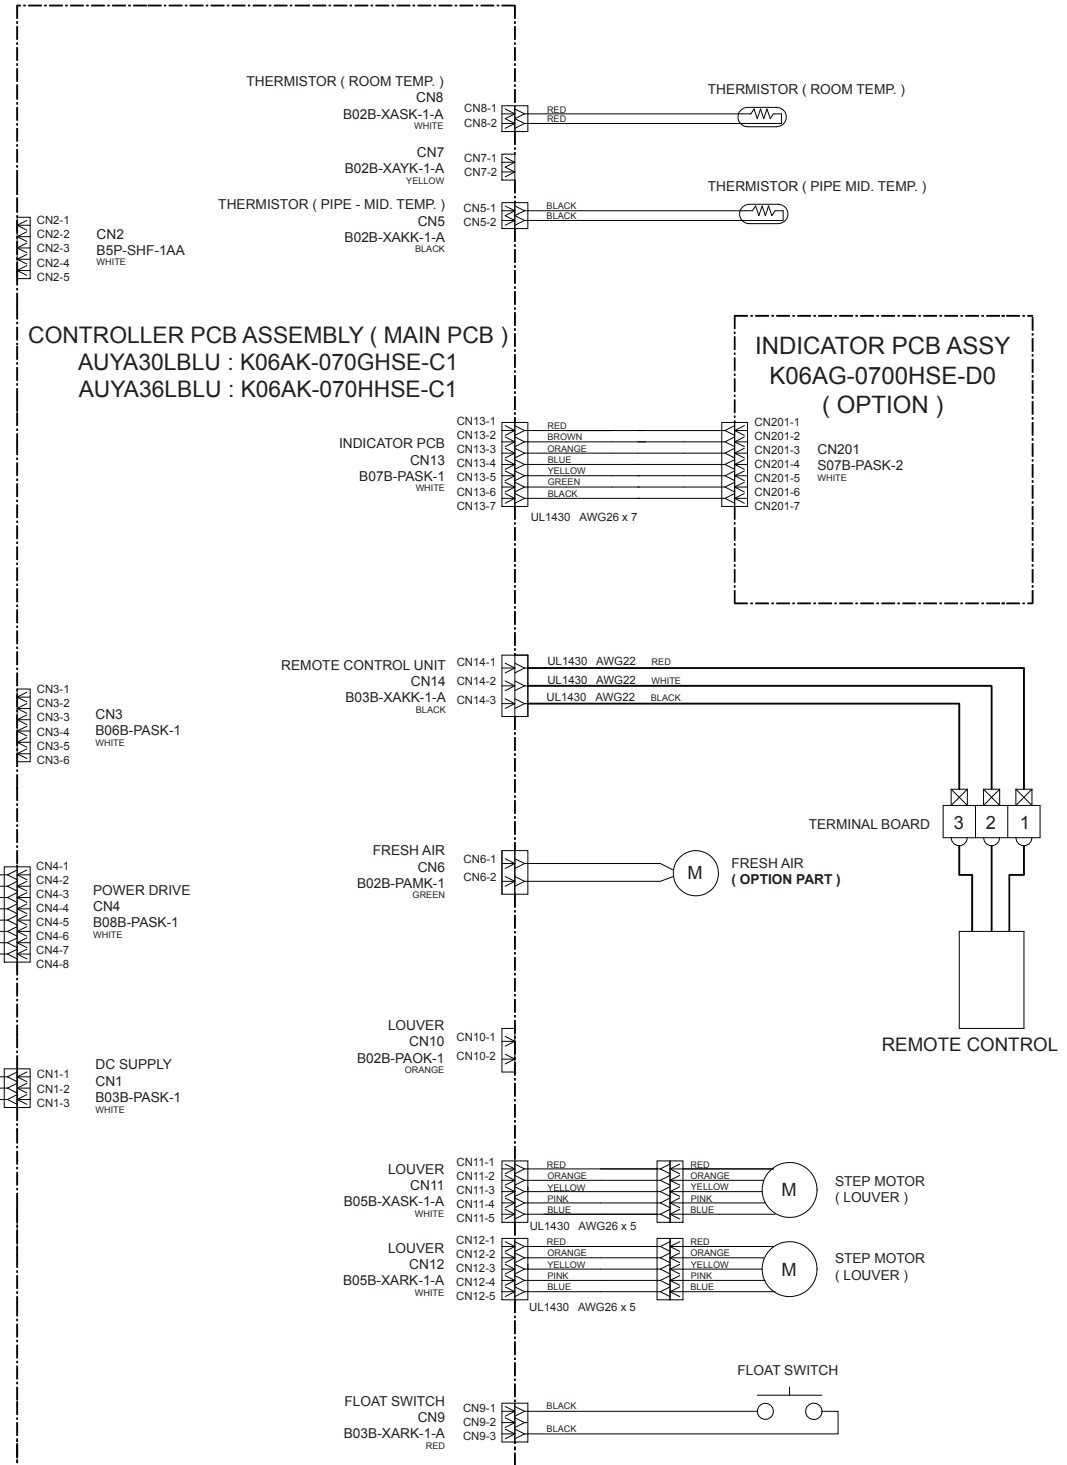 THERMISTOR ( ROOM TEMP. )
CN8
B02B-XASK-1-A
WHITE
CN8-1
CN8-2
RED
RED
THERMISTOR ( ROOM TEMP. )
CN7
B02B-XAYK-1-A
YELLOW
CN7-1
CN7-2
THERMISTOR ( PIPE - MID. TEMP. )
CN5
B02B-XAKK-1-A
BLACK
CN5-1
CN5-2
BLACK
BLACK
THERMISTOR ( PIPE MID. TEMP. )
CN2-1
CN2-2
CN2-3
CN2-4
CN2-5
CN2
B5P-SHF-1AA
WHITE
CONTROLLER PCB ASSEMBLY ( MAIN PCB )
AUYA30LBLU : K06AK-070GHSE-C1
AUYA36LBLU : K06AK-070HHSE-C1
INDICATOR PCB ASSY
K06AG-0700HSE-D0
( OPTION )
INDICATOR PCB
CN13
B07B-PASK-1
WHITE
CN13-1
CN13-2
CN13-3
CN13-4
CN13-5
CN13-6
CN13-7
RED
BROWN
ORANGE
BLUE
YELLOW
GREEN
BLACK
UL1430 AWG26 x 7
CN201-1
CN201-2
CN201-3
CN201-4
CN201-5
CN201-6
CN201-7
CN201
S07B-PASK-2
WHITE
REMOTE CONTROL UNIT
CN14
B03B-XAKK-1-A
BLACK
CN14-1
CN14-2
CN14-3
UL1430 AWG22 RED
UL1430 AWG22 WHITE
UL1430 AWG22 BLACK
CN3-1
CN3-2
CN3-3
CN3-4
CN3-5
CN3-6
CN3
B06B-PASK-1
WHITE
TERMINAL BOARD
3 2 1
REMOTE CONTROL
FRESH AIR
CN6
B02B-PAMK-1
GREEN
CN6-1
CN6-2
M
FRESH AIR
( OPTION PART )
CN4-1
CN4-2
CN4-3
CN4-4
CN4-5
CN4-6
CN4-7
CN4-8
POWER DRIVE
CN4
B08B-PASK-1
WHITE
LOUVER
CN10
B02B-PAOK-1
ORANGE
CN10-1
CN10-2
CN1-1
CN1-2
CN1-3
DC SUPPLY
CN1
B03B-PASK-1
WHITE
LOUVER
CN11
B05B-XASK-1-A
WHITE
CN11-1
CN11-2
CN11-3
CN11-4
CN11-5
RED
ORANGE
YELLOW
PINK
BLUE
UL1430 AWG26 x 5
RED
ORANGE
YELLOW
PINK
BLUE
M
STEP MOTOR
( LOUVER )
LOUVER
CN12
B05B-XARK-1-A
WHITE
CN12-1
CN12-2
CN12-3
CN12-4
CN12-5
RED
ORANGE
YELLOW
PINK
BLUE
UL1430 AWG26 x 5
RED
ORANGE
YELLOW
PINK
BLUE
M
STEP MOTOR
( LOUVER )
FLOAT SWITCH
CN9
B03B-XARK-1-A
RED
CN9-1
CN9-2
CN9-3
BLACK
BLACK
FLOAT SWITCH